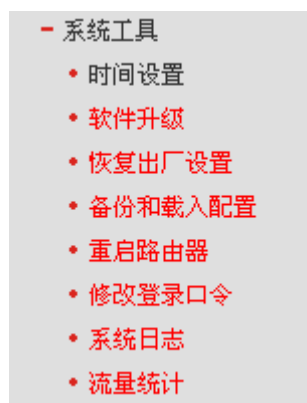 系统工具
时间设置
软件升级
恢复出厂设置
备份和载入配置
重启路由器
修改登录口令
系统日志
流量统计